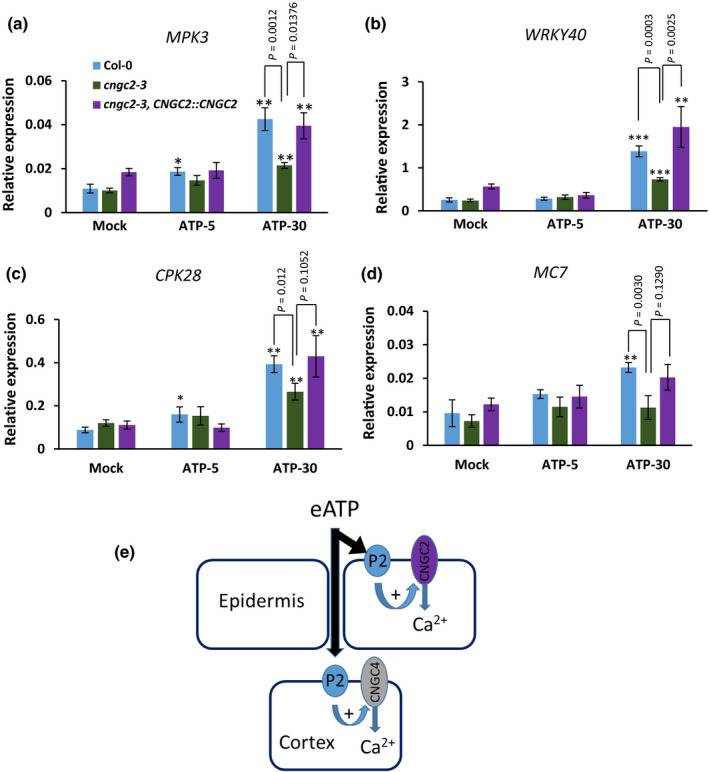 (a)
MPK3
P = 0.0012
P = 0.01376
Col-0
cngc2-3
cngc2-3, CNGC2::CNGC2
Relative expression
0.06
0.04
0.02
0
*
**
**
**
Mock
ATP-5
ATP-30
(b)
WRKY40
P = 0.0003
P = 0.0025
Relative expression
3
2
1
0
***
***
**
Mock
ATP-5
ATP-30
(c)
CPK28
P = 0.012
P = 0.1052
Relative expression
0.6
0.4
0.2
0
*
**
**
**
Mock
ATP-5
ATP-30
(d)
MC7
P = 0.0030
P = 0.1290
Relative expression
0.04
0.03
0.02
0.01
0
**
Mock
ATP-5
ATP-30
(e)
eATP
Epidermis
P2
CNGC2
+
Ca2+
P2
CNGC4
+
Cortex
Ca2+